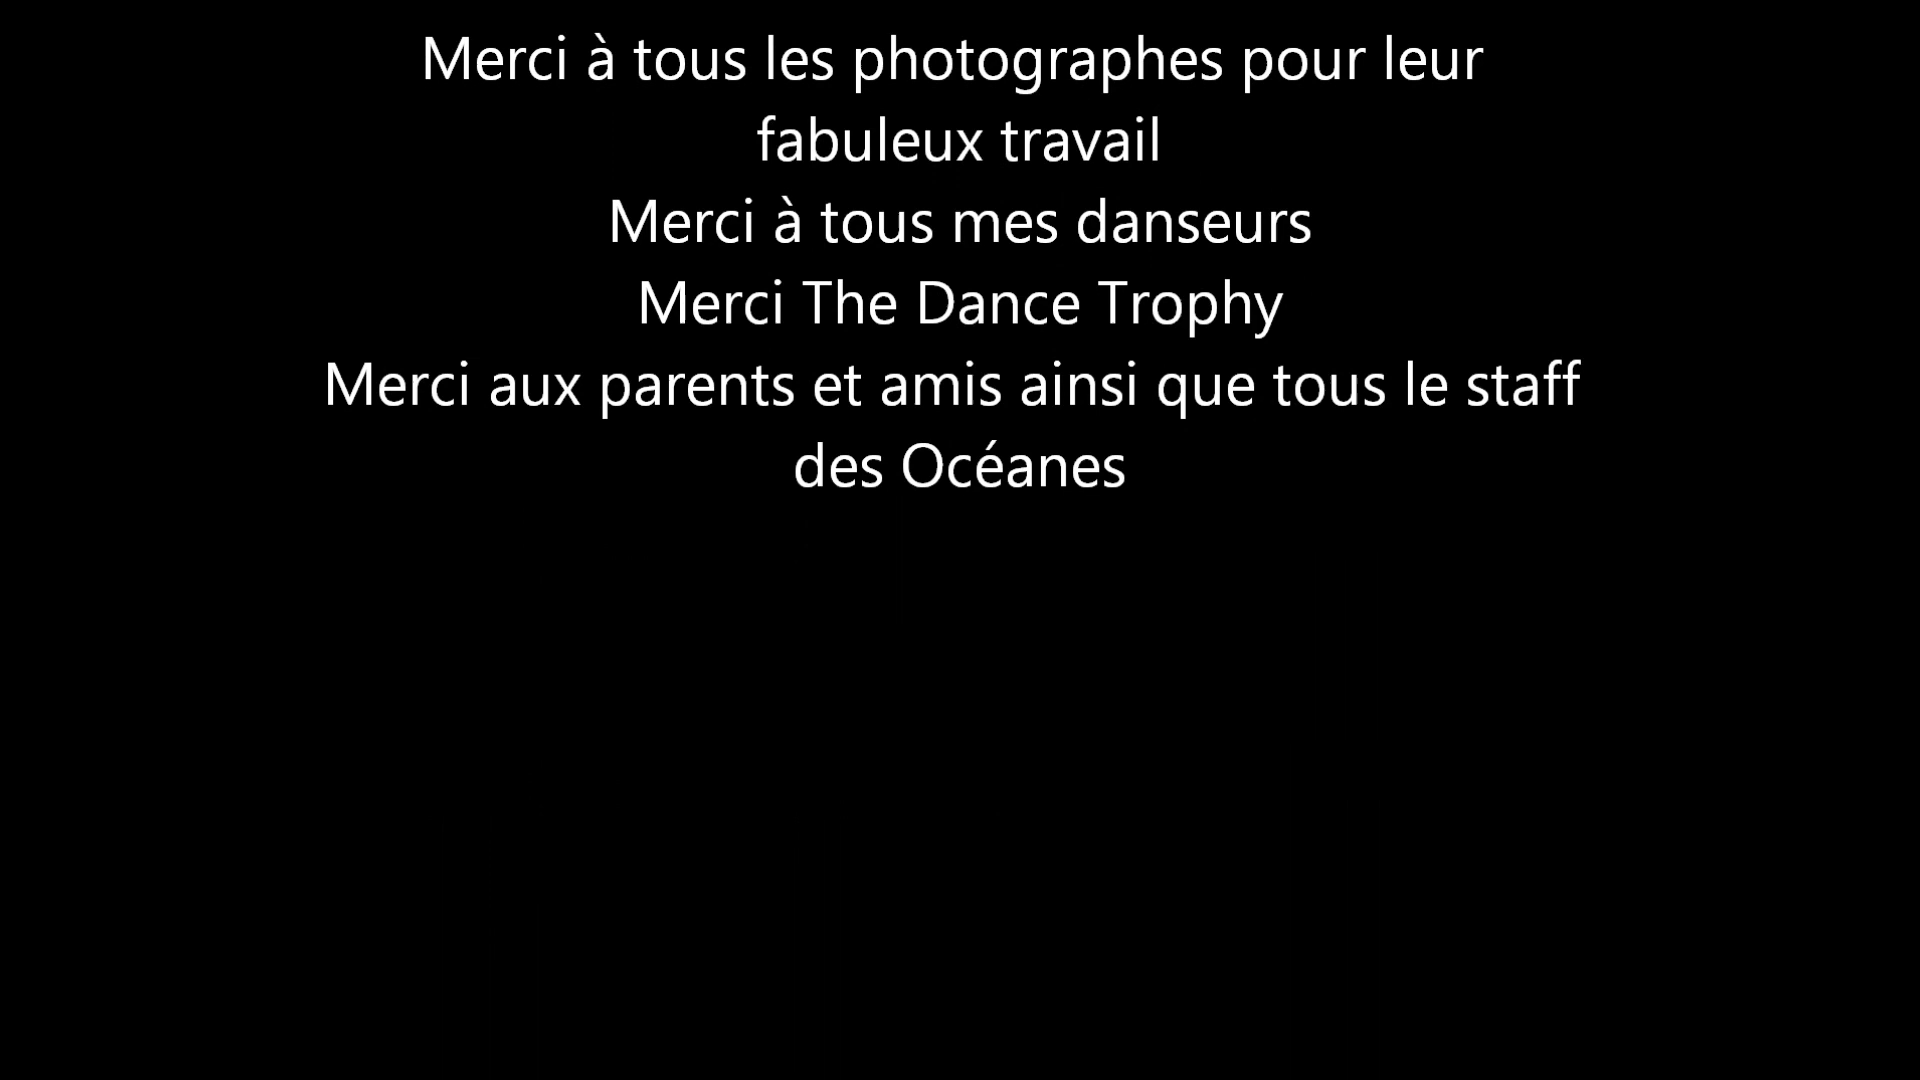 Merci à tous les photographes pour leur
fabuleux travail
Merci à tous mes danseurs
Merci The Dance Trophy
Merci aux parents et amis ainsi que tous le staff
des Océanes